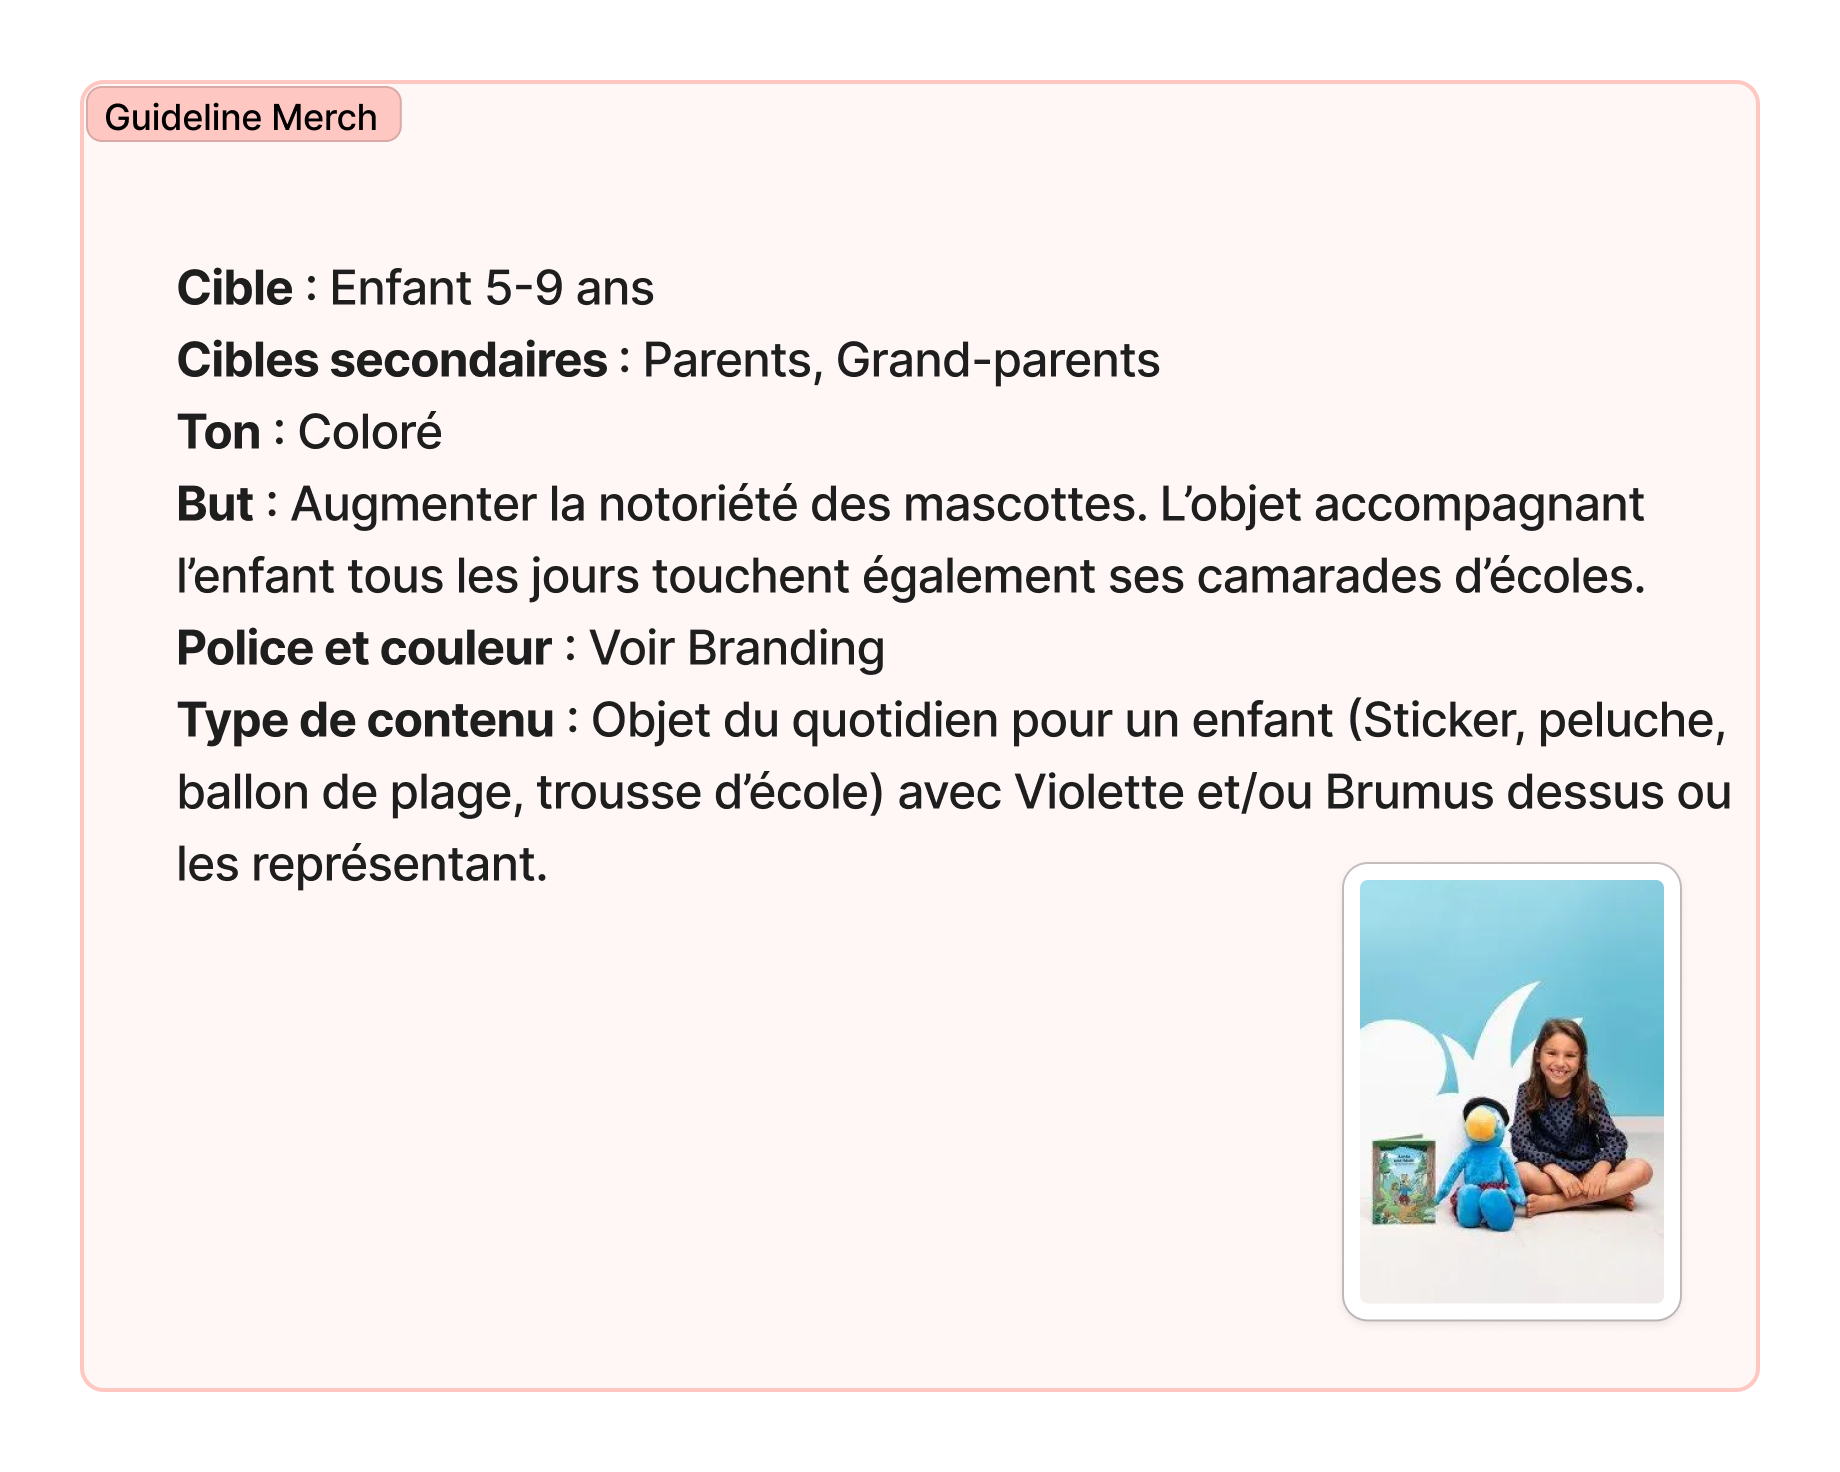 Guideline Merch
Cible : Enfant 5-9 ans
Cibles secondaires : Parents, Grand-parents
Ton : Coloré
But : Augmenter la notoriété des mascottes. L’objet accompagnant
l’enfant tous les jours touchent également ses camarades d’écoles.
Police et couleur : Voir Branding
Type de contenu : Objet du quotidien pour un enfant (Sticker, peluche,
ballon de plage, trousse d’école) avec Violette et/ou Brumus dessus ou
les représentant.